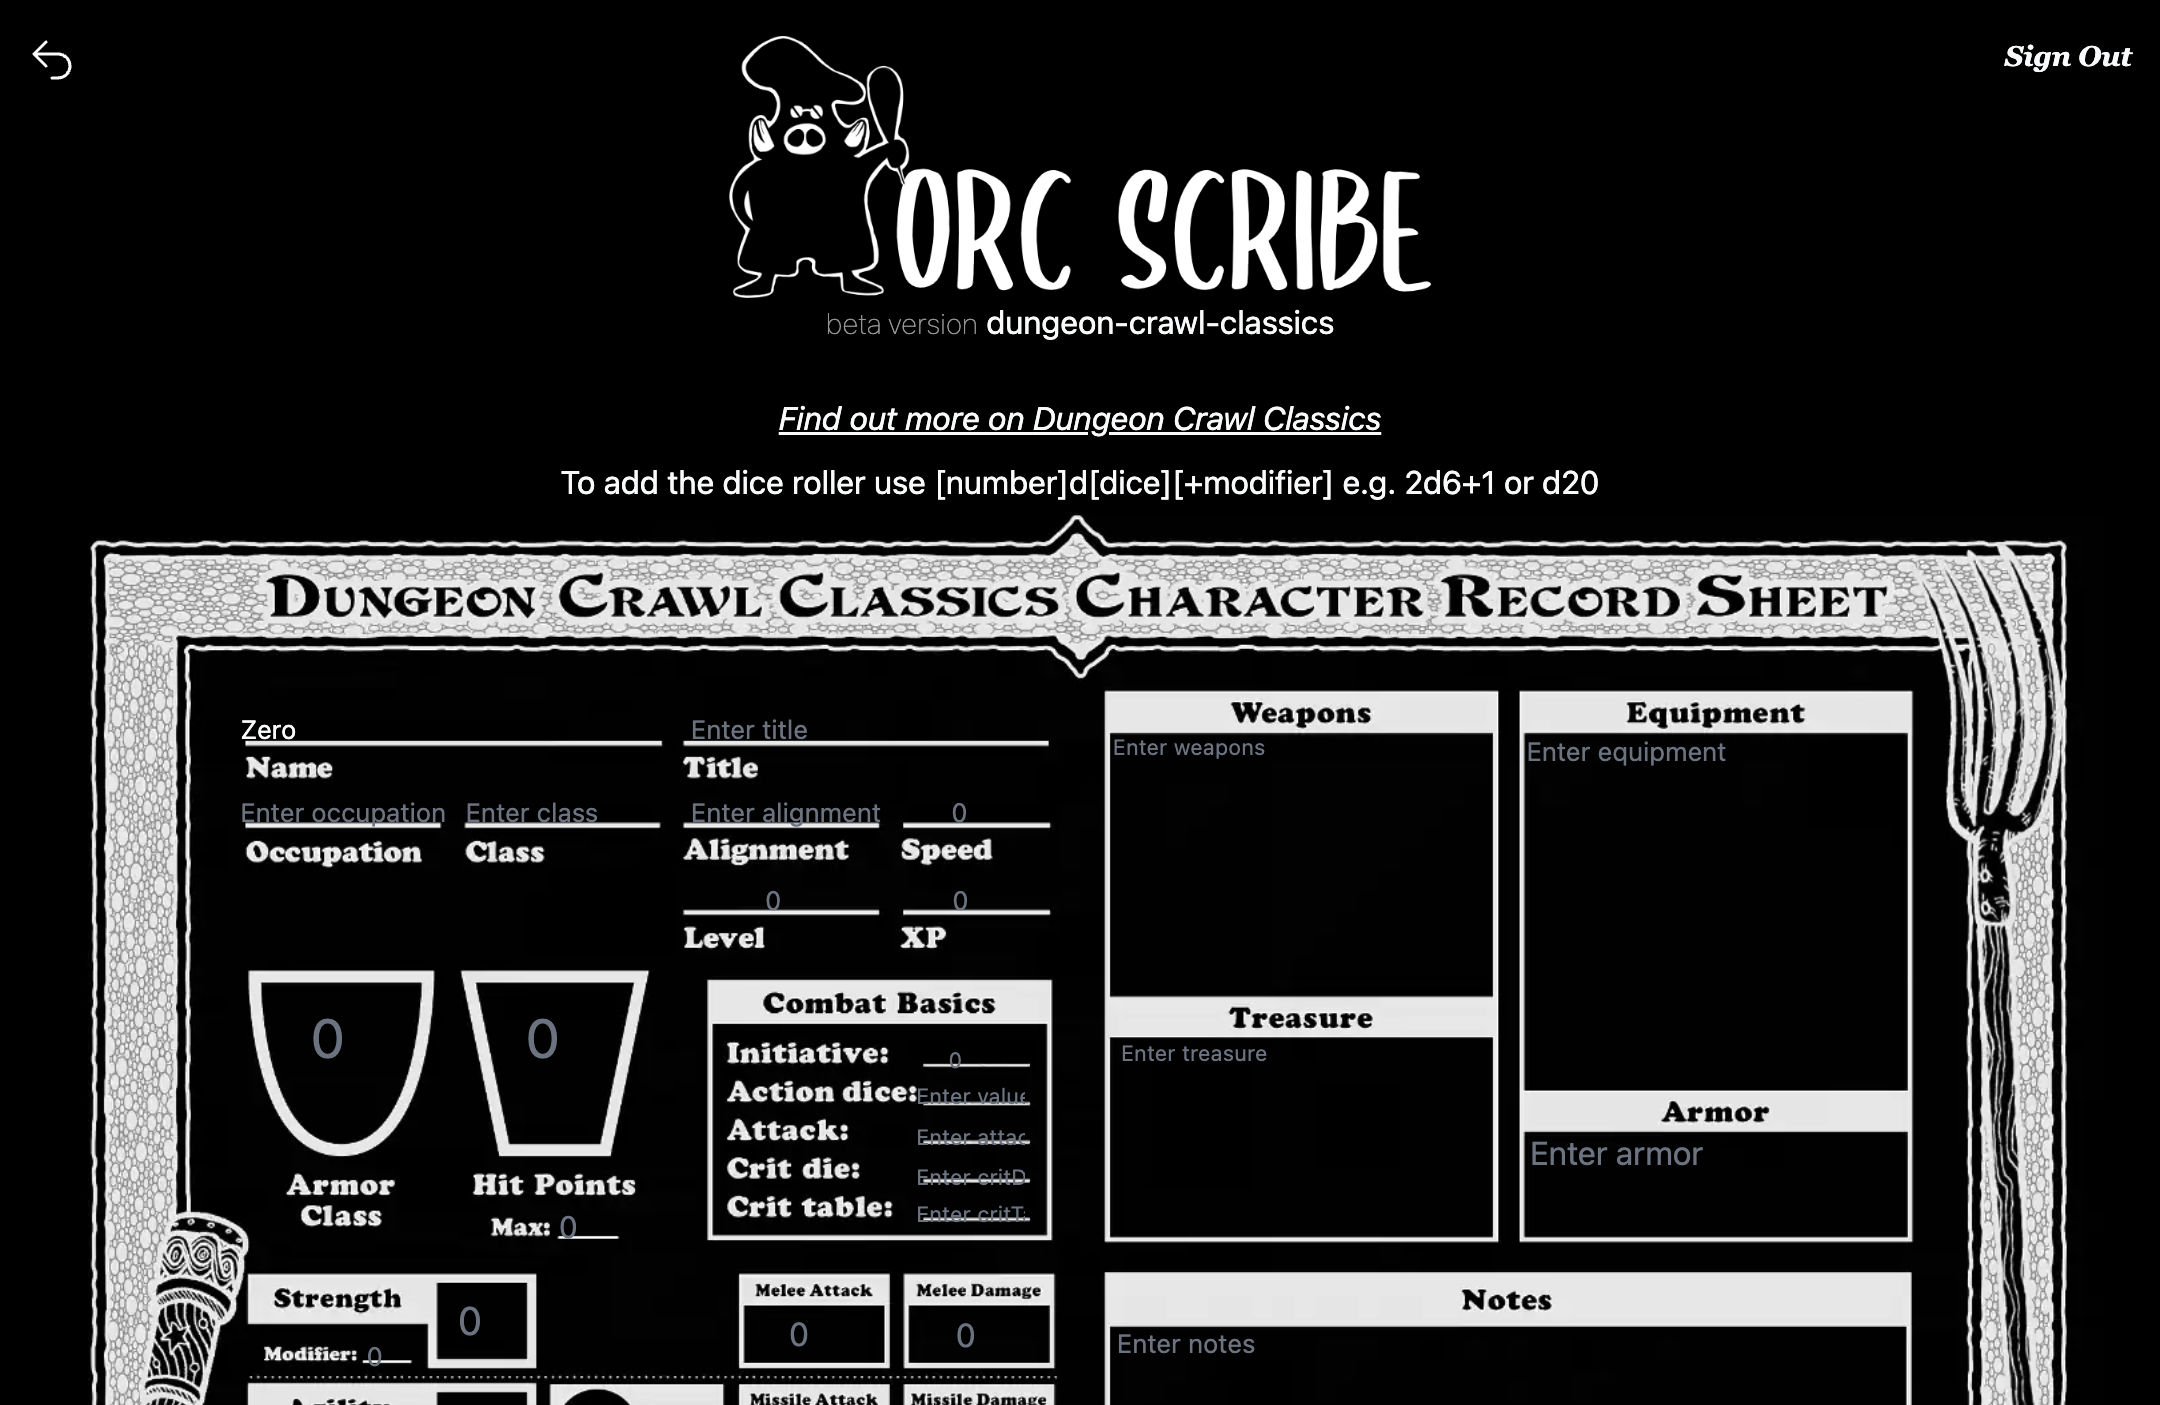 Sign Out
ORC SCRIBE
beta version dungeon-crawl-classics
Find out more on Dungeon Crawl Classics
To add the dice roller use [number]d[dice][+modifier] e.g. 2d6+1 or d20
DUNGEON CRAWL CLASSICS CHARACTER RECORD SHEET
Zero
Name
Enter title
Title
Enter occupation
Occupation
Enter class
Class
Enter alignment
Alignment
0
Speed
0
Level
0
XP
0
Armor
Class
0
Hit Points
Max: 0
Combat Basics
Initiative: 0
Action dice: Enter value
Attack: Enter attac
Crit die: Enter critD
Crit table: Enter critT
Strength
0
Modifier: 0
Melee Attack
0
Melee Damage
0
Agility
Missile Attack
Missile Damage
Weapons
Enter weapons
Treasure
Enter treasure
Equipment
Enter equipment
Armor
Enter armor
Notes
Enter notes